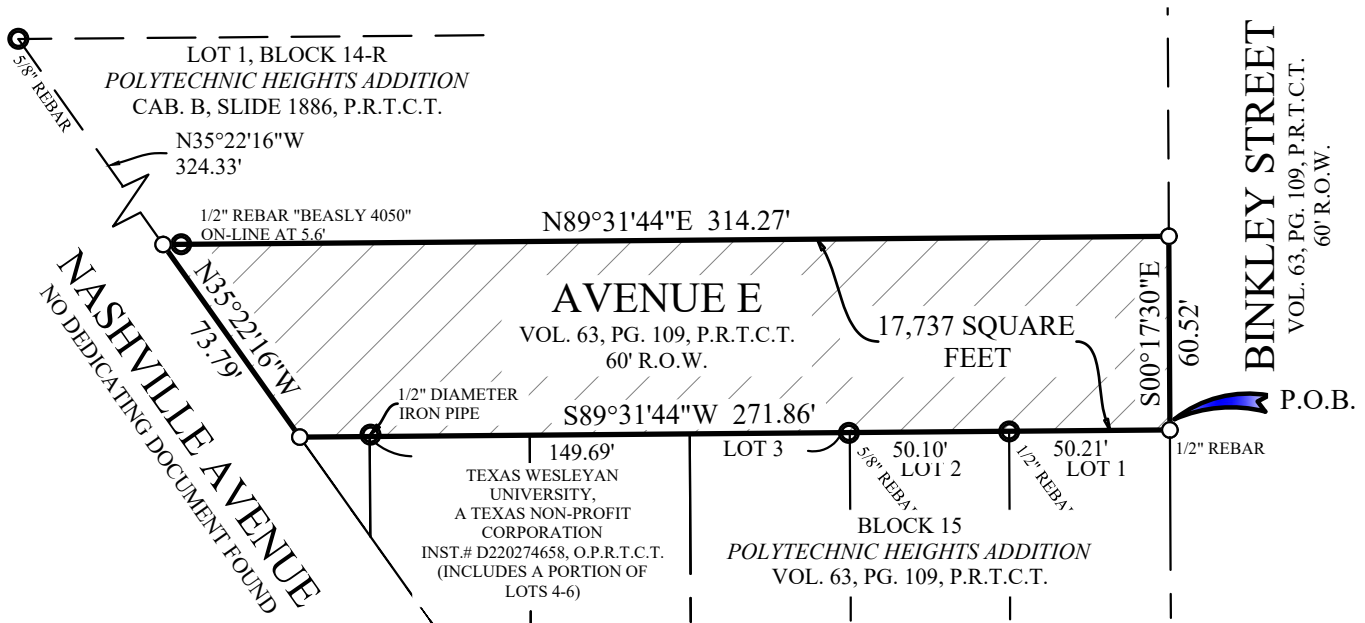 LOT 1, BLOCK 14-R
POLYTECHNIC HEIGHTS ADDITION
CAB. B, SLIDE 1886, P.R.T.C.T.
5/8" REBAR
N35°22'16"W
324.33'
1/2" REBAR "BEASLY 4050"
ON-LINE AT 5.6'
N89°31'44"E 314.27'
BINKLEY STREET
VOL. 63, PG. 109, P.R.T.C.T.
60' R.O.W.
NASHVILLE AVENUE
NO DEDICATING DOCUMENT FOUND
N35°22'16"W
73.79'
AVENUE E
VOL. 63, PG. 109, P.R.T.C.T.
60' R.O.W.
17,737 SQUARE
FEET
S00°17'30"E
60.52'
P.O.B.
1/2" DIAMETER
IRON PIPE
S89°31'44"W 271.86'
149.69'
LOT 3
50.10'
LOT 2
50.21'
LOT 1
1/2" REBAR
5/8" REBA
1/2" REBA
TEXAS WESLEYAN
UNIVERSITY,
A TEXAS NON-PROFIT
CORPORATION
INST.# D220274658, O.P.R.T.C.T.
(INCLUDES A PORTION OF
LOTS 4-6)
BLOCK 15
POLYTECHNIC HEIGHTS ADDITION
VOL. 63, PG. 109, P.R.T.C.T.